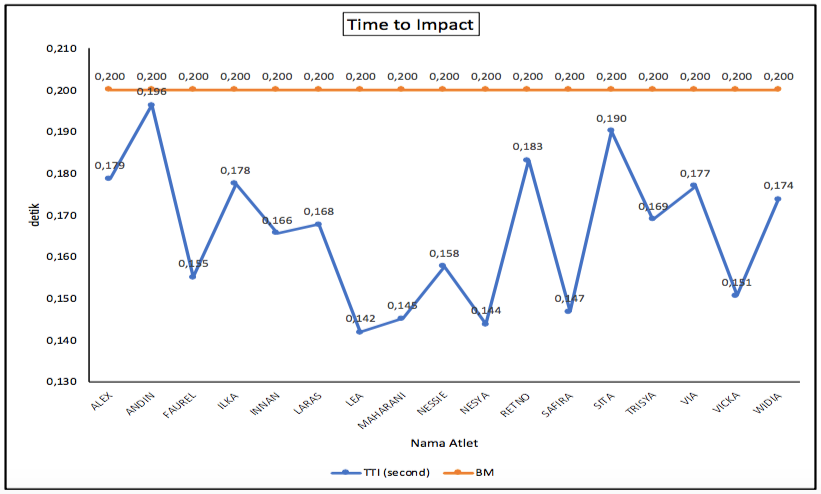 Time to Impact
0,210
0,200
0,190
0,180
0,170
0,160
0,150
0,140
0,130
detik
0,200 0,200 0,200 0,200 0,200 0,200 0,200 0,200 0,200 0,200 0,200 0,200 0,200 0,200 0,200 0,200 0,200
0,179 0,196 0,155 0,178 0,166 0,168 0,142 0,145 0,158 0,144 0,183 0,147 0,190 0,169 0,177 0,151 0,174
ALEX ANDIN FAUREL ILKA INNAN LARAS LEA MAHARANI NESSIE NESYA RETNO SAFIRA SITA TRISYA VIA VICKA WIDIA
Nama Atlet
TTI (second) BM